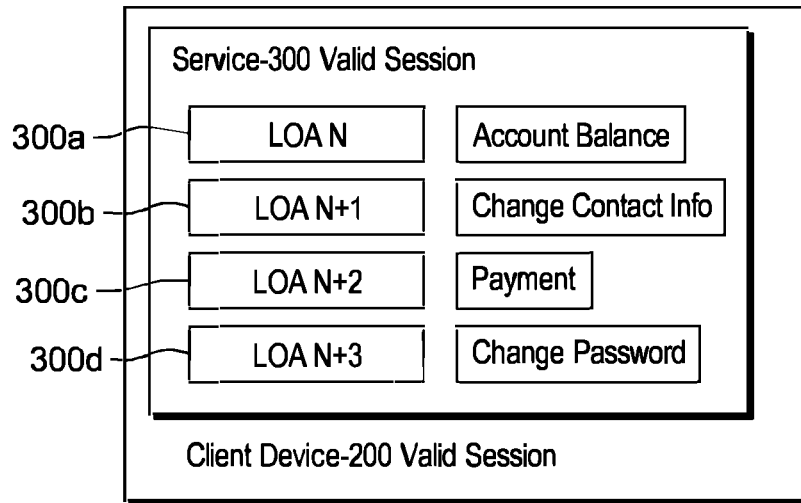 Service-300 Valid Session
300a LOA N Account Balance
300b LOA N+1 Change Contact Info
300c LOA N+2 Payment
300d LOA N+3 Change Password
Client Device-200 Valid Session